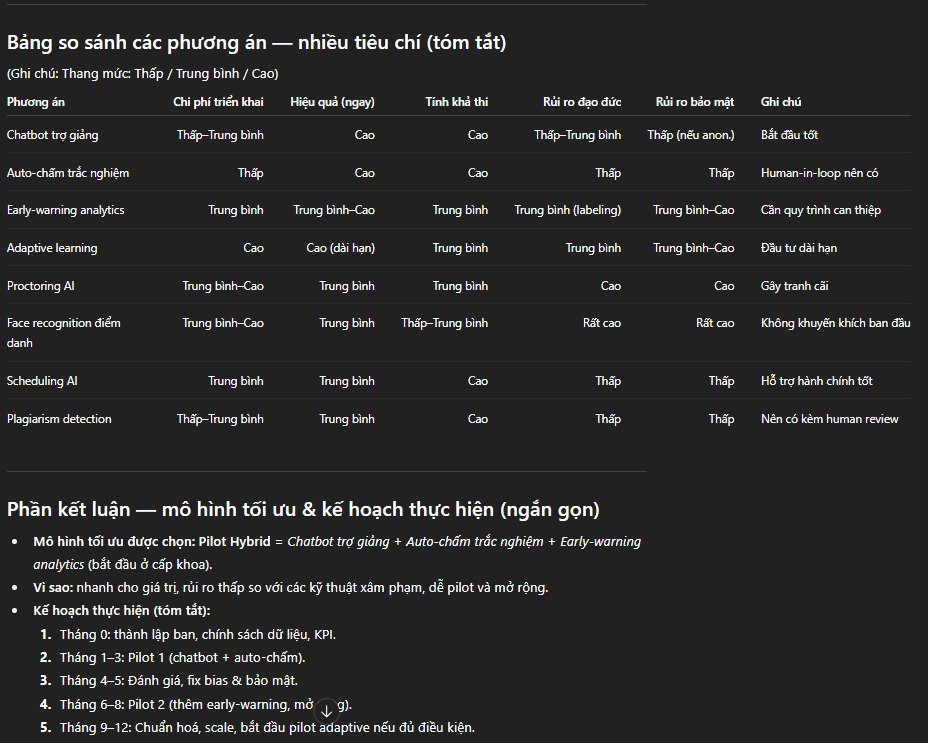 Bảng so sánh các phương án — nhiều tiêu chí (tóm tắt)
(Ghi chú: Thang mức: Thấp / Trung bình / Cao)
Phương án Chi phí triển khai Hiệu quả (ngay) Tính khả thi Rủi ro đạo đức Rủi ro bảo mật Ghi chú
Chatbot trợ giảng Thấp–Trung bình Cao Cao Thấp–Trung bình Thấp (nếu anon.) Bắt đầu tốt
Auto-chấm trắc nghiệm Thấp Cao Cao Thấp Thấp Human-in-loop nên có
Early-warning analytics Trung bình Trung bình–Cao Trung bình Trung bình (labeling) Trung bình–Cao Cần quy trình can thiệp
Adaptive learning Cao Cao (dài hạn) Trung bình Trung bình Trung bình–Cao Đầu tư dài hạn
Proctoring AI Trung bình–Cao Trung bình Trung bình Cao Cao Gây tranh cãi
Face recognition điểm Trung bình–Cao Trung bình Thấp–Trung bình Rất cao Rất cao Không khuyến khích ban đầu
danh
Scheduling AI Trung bình Trung bình Cao Thấp Thấp Hỗ trợ hành chính tốt
Plagiarism detection Thấp–Trung bình Trung bình Cao Thấp Thấp Nên có kèm human review
Phần kết luận — mô hình tối ưu & kế hoạch thực hiện (ngắn gọn)
• Mô hình tối ưu được chọn: Pilot Hybrid = Chatbot trợ giảng + Auto-chấm trắc nghiệm + Early-warning
analytics (bắt đầu ở cấp khoa).
• Vì sao: nhanh cho giá trị, rủi ro thấp so với các kỹ thuật xâm phạm, dễ pilot và mở rộng.
• Kế hoạch thực hiện (tóm tắt):
1. Tháng 0: thành lập ban, chính sách dữ liệu, KPI.
2. Tháng 1–3: Pilot 1 (chatbot + auto-chấm).
3. Tháng 4–5: Đánh giá, fix bias & bảo mật.
4. Tháng 6–8: Pilot 2 (thêm early-warning, mở g).
5. Tháng 9–12: Chuẩn hoá, scale, bắt đầu pilot adaptive nếu đủ điều kiện.